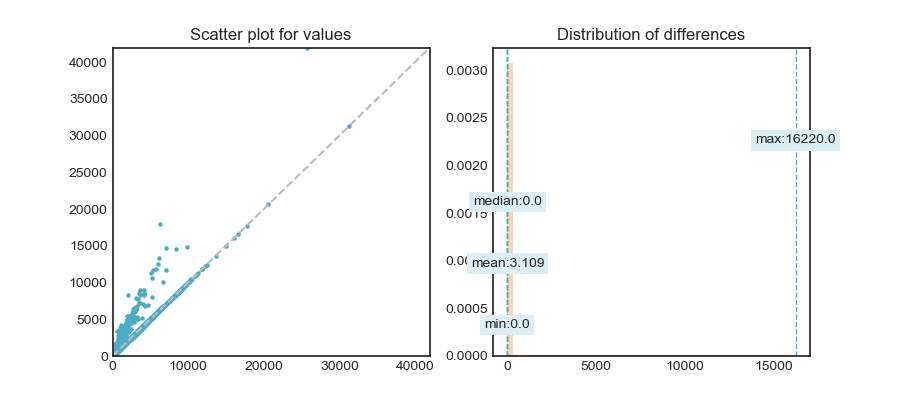 Scatter plot for values
40000
35000
30000
25000
20000
15000
10000
5000
0
0 10000 20000 30000 40000
Distribution of differences
0.0030
0.0025
0.0020
0.0015
0.0005
0.0000
max:16220.0
median:0.0
mean:3.109
min:0.0
0 5000 10000 15000